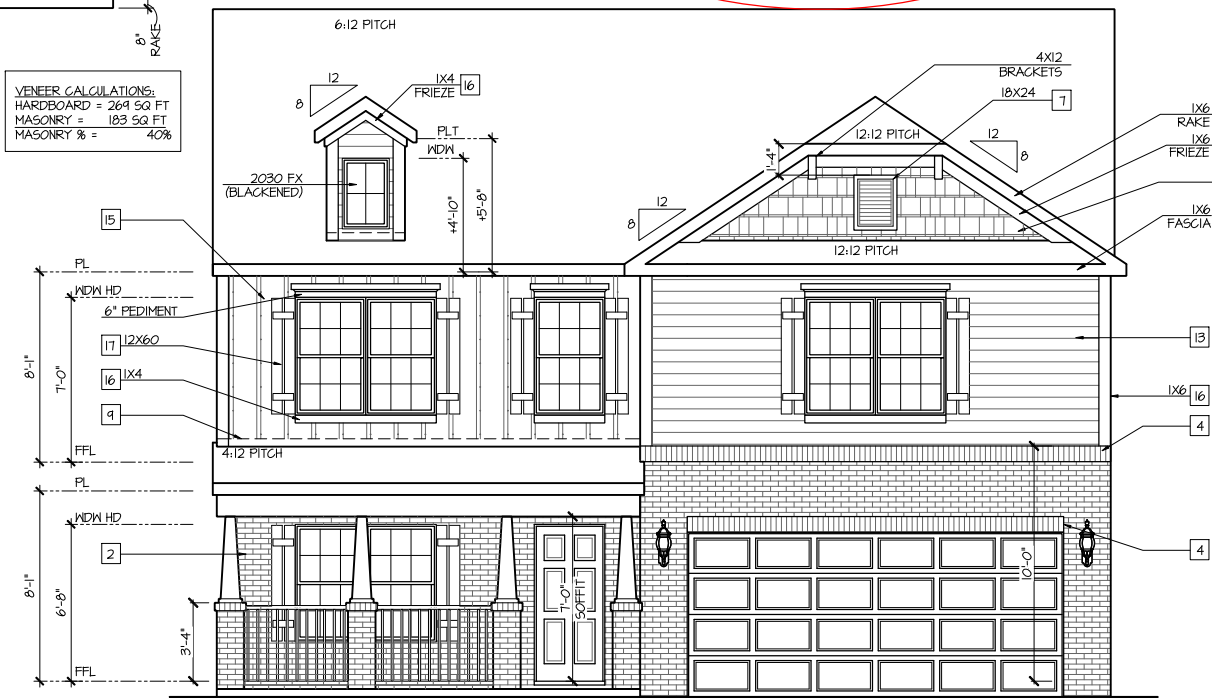 8"
RAKE
6:12 PITCH
VENEER CALCULATIONS:
HARDBOARD = 269 SQ FT
MASONRY = 183 SQ FT
MASONRY % = 40%
12
8
1X4
FRIEZE
16
PLT
WDW
2030 FX
(BLACKENED)
+4'-10"
+5'-8"
4X12
BRACKETS
18X24
7
12:12 PITCH
1'-4"
12
8
1X6
RAKE
1X6
FRIEZE
12
8
1X6
FASCIA
12:12 PITCH
15
PL
WDW HD
6" PEDIMENT
17
12X60
16
1X4
9
8'-1"
7'-0"
FFL
4:12 PITCH
13
1X6
16
4
PL
WDW HD
2
8'-1"
6'-8"
3'-4"
FFL
7'-0"
SOFFIT
10'-0"
4